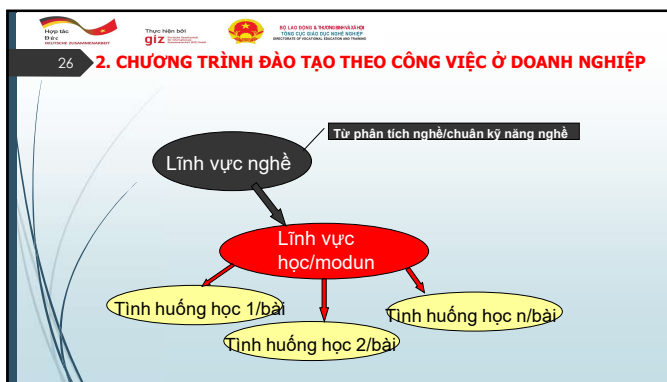 Hợp tác
Đức
DEUTSCHE ZUSAMMENARBEIT
Thực hiện bởi
giz
BỘ LAO ĐỘNG & THƯƠNG BINH VÀ XÃ HỘI
TỔNG CỤC GIÁO DỤC NGHỀ NGHIỆP
DIRECTORATE OF VOCATIONAL EDUCATION AND TRAINING
26
2. CHƯƠNG TRÌNH ĐÀO TẠO THEO CÔNG VIỆC Ở DOANH NGHIỆP
Từ phân tích nghề/chuẩn kỹ năng nghề
Lĩnh vực nghề
Lĩnh vực
học/modun
Tình huống học 1/bài
Tình huống học n/bài
Tình huống học 2/bài